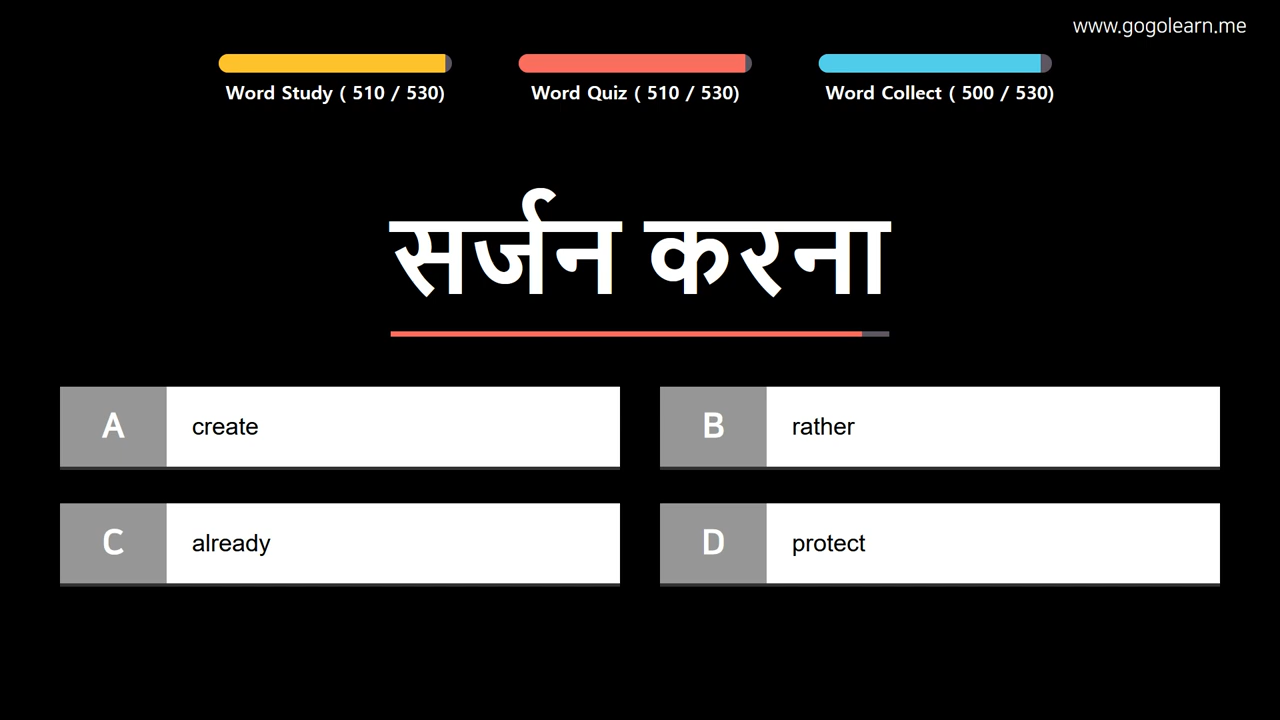 www.gogolearn.me
Word Study ( 510 / 530)
Word Quiz ( 510 / 530)
Word Collect ( 500 / 530)
सर्जन करना
A create
B rather
C already
D protect